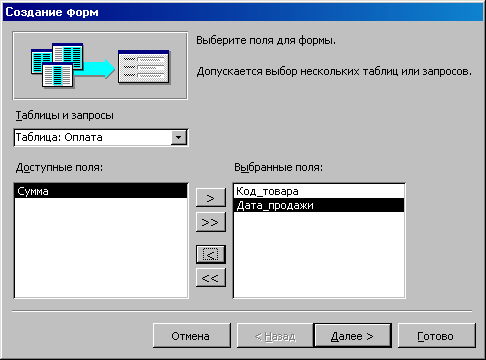 Создание форм
Выберите поля для формы.
Допускается выбор нескольких таблиц или запросов.
Таблицы и запросы
Таблица: Оплата
Доступные поля:
Выбранные поля:
Сумма
Код_товара
Дата_продажи
>
>>
<
<<
Отмена
< Назад
Далее >
Готово